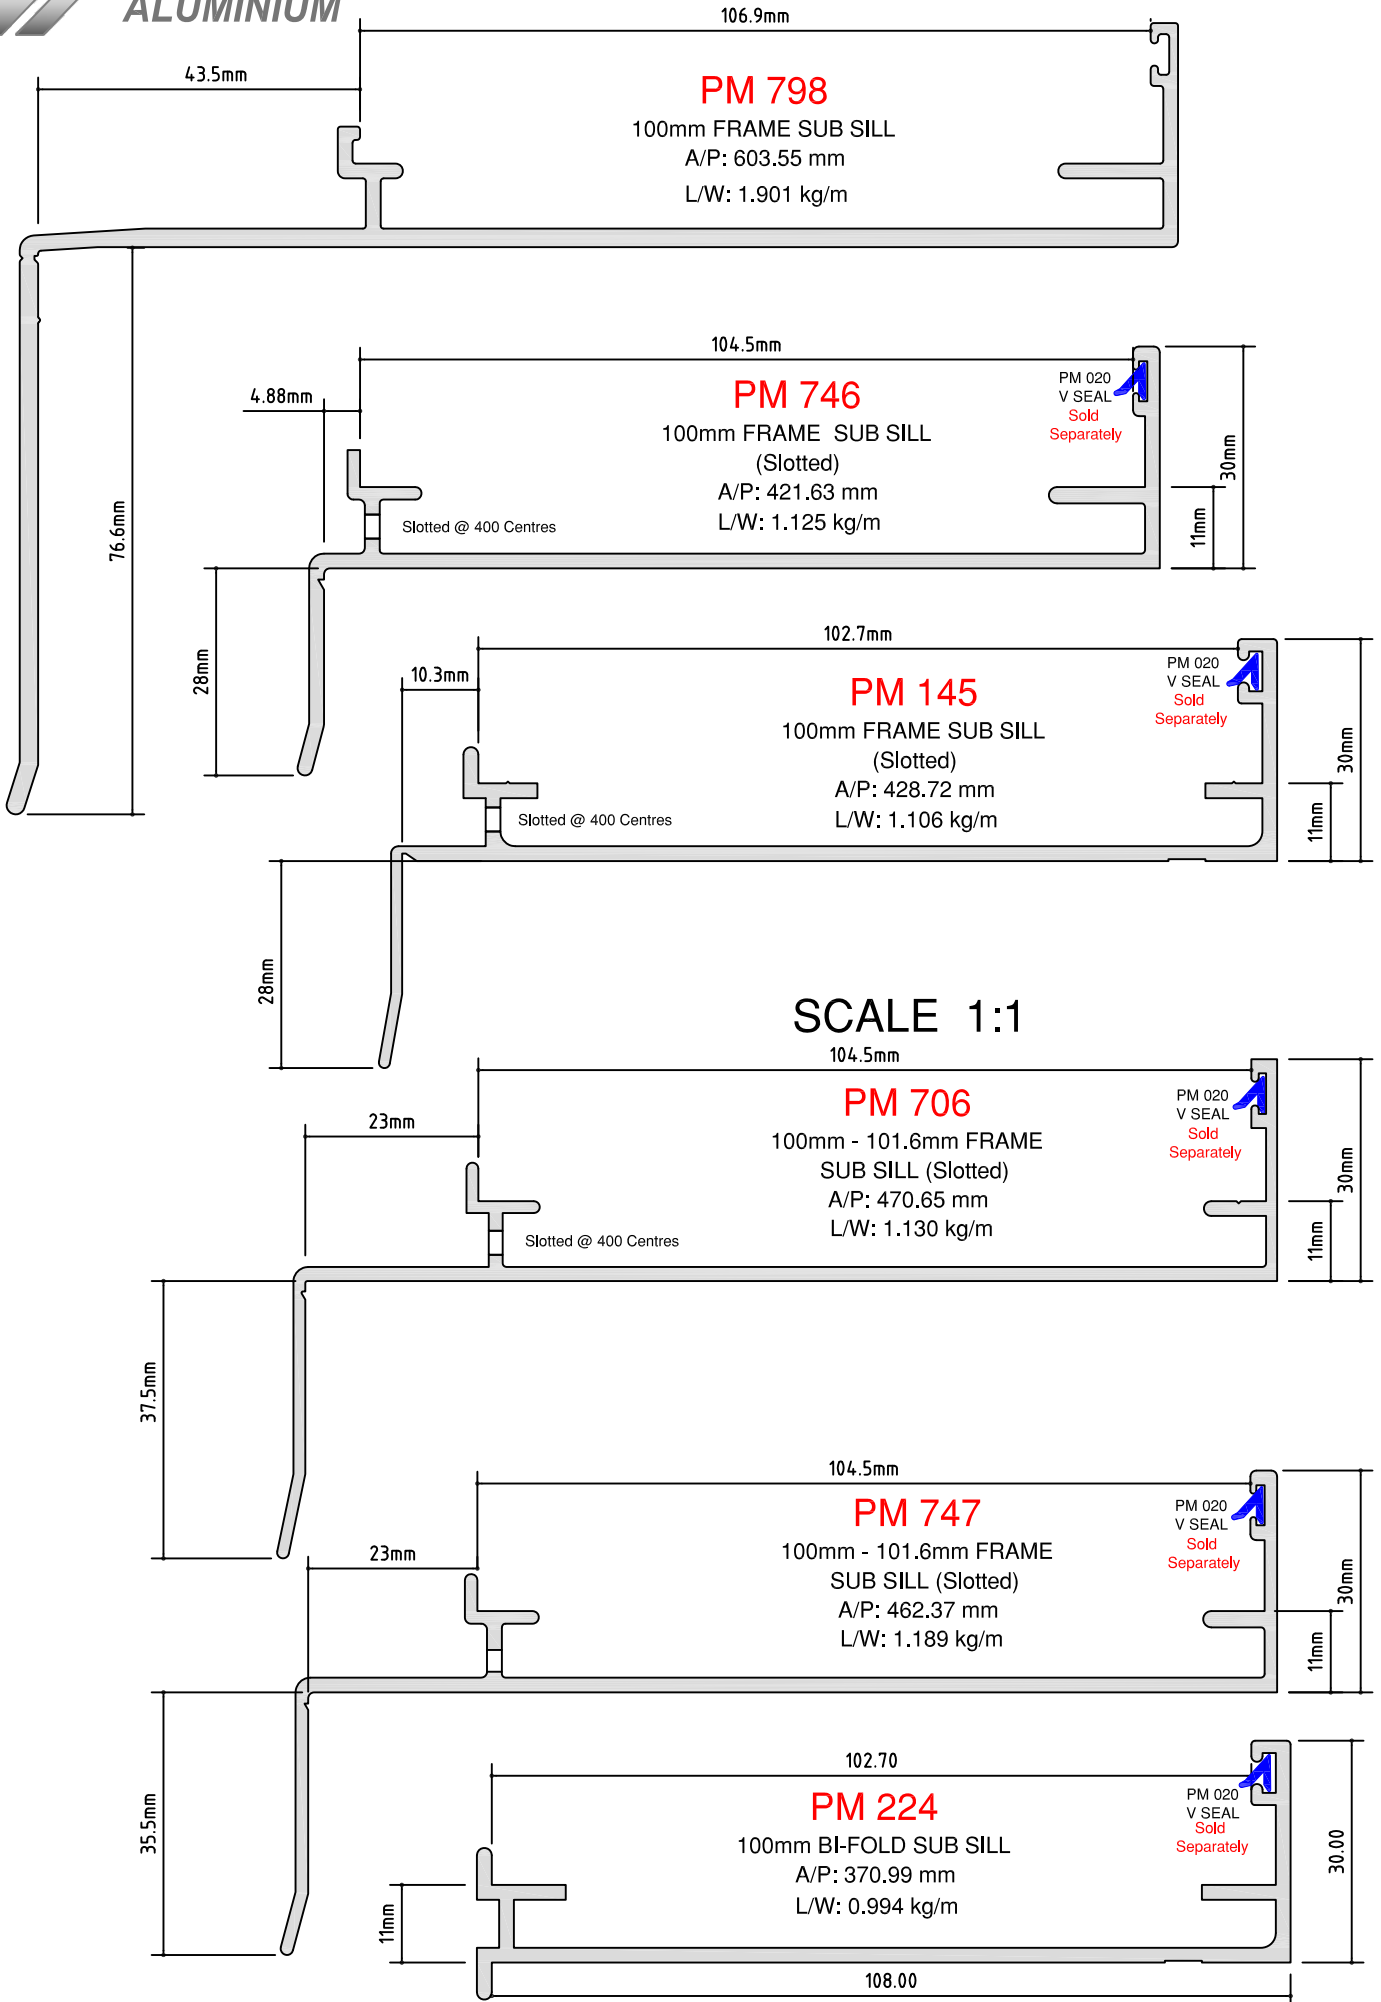 ALUMINIUM
106.9mm
43.5mm
PM 798
100mm FRAME SUB SILL
A/P: 603.55 mm
L/W: 1.901 kg/m
76.6mm
104.5mm
4.88mm
PM 746
100mm FRAME SUB SILL
(Slotted)
A/P: 421.63 mm
L/W: 1.125 kg/m
PM 020
V SEAL
Sold
Separately
30mm
11mm
Slotted @ 400 Centres
28mm
102.7mm
10.3mm
PM 145
100mm FRAME SUB SILL
(Slotted)
A/P: 428.72 mm
L/W: 1.106 kg/m
PM 020
V SEAL
Sold
Separately
30mm
11mm
Slotted @ 400 Centres
28mm
SCALE 1:1
104.5mm
23mm
PM 706
100mm - 101.6mm FRAME
SUB SILL (Slotted)
A/P: 470.65 mm
L/W: 1.130 kg/m
PM 020
V SEAL
Sold
Separately
30mm
11mm
Slotted @ 400 Centres
37.5mm
104.5mm
23mm
PM 747
100mm - 101.6mm FRAME
SUB SILL (Slotted)
A/P: 462.37 mm
L/W: 1.189 kg/m
PM 020
V SEAL
Sold
Separately
30mm
11mm
35.5mm
102.70
PM 224
100mm BI-FOLD SUB SILL
A/P: 370.99 mm
L/W: 0.994 kg/m
PM 020
V SEAL
Sold
Separately
30.00
11mm
108.00